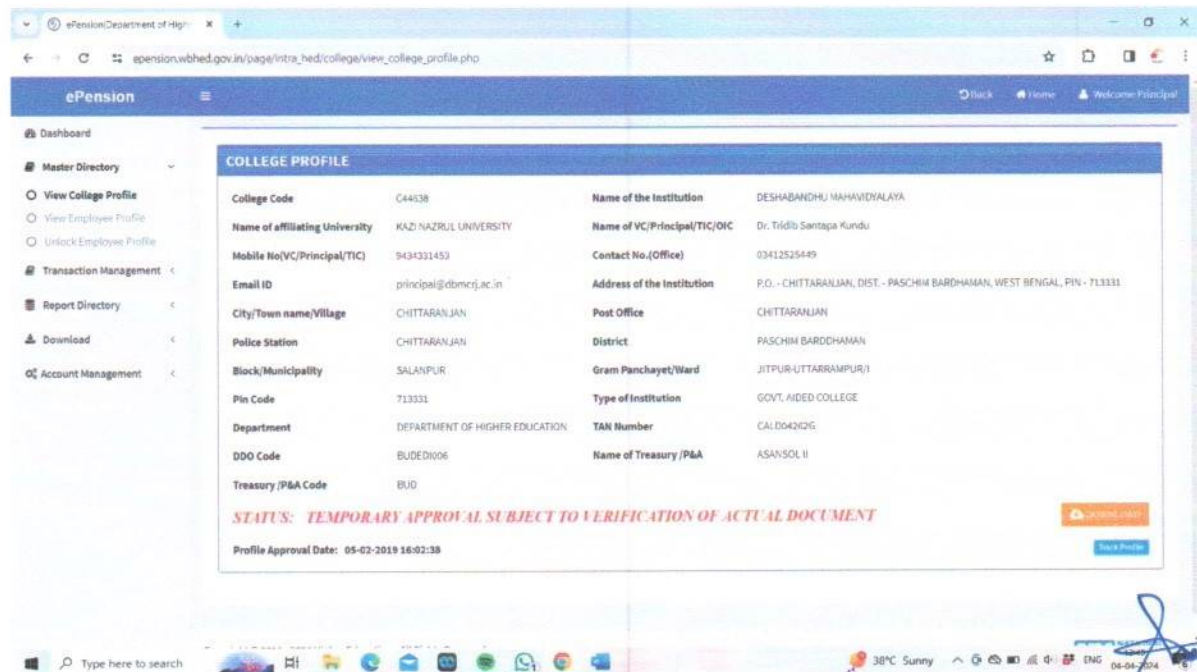 ePension|Department of High
epension.wbhed.gov.in/page/intra_hed/college/view_college_profile.php
ePension
Back Home Welcome Principal
Dashboard
Master Directory
View College Profile
View Employee Profile
Unlock Employee Profile
Transaction Management
Report Directory
Download
Account Management
COLLEGE PROFILE
College Code C44638 Name of the Institution DESHABANDHU MAHAVIDYALAYA
Name of affiliating University KAZI NAZRUL UNIVERSITY Name of VC/Principal/TIC/OIC Dr. Tridib Santapa Kundu
Mobile No(VC/Principal/TIC) 9434331453 Contact No.(Office) 03412525449
Email ID principal@dbmcrj.ac.in Address of the Institution P.O. - CHITTARANJAN, DIST. - PASCHIM BARDHAMAN, WEST BENGAL, PIN - 713331
City/Town name/Village CHITTARANJAN Post Office CHITTARANJAN
Police Station CHITTARANJAN District PASCHIM BARDDHAMAN
Block/Municipality SALANPUR Gram Panchayet/Ward JITPUR-UTTARRAMPUR/I
Pin Code 713331 Type of Institution GOVT. AIDED COLLEGE
Department DEPARTMENT OF HIGHER EDUCATION TAN Number CALD04262G
DDO Code BUDEDI006 Name of Treasury /P&A ASANSOL II
Treasury /P&A Code BUD
STATUS: TEMPORARY APPROVAL SUBJECT TO VERIFICATION OF ACTUAL DOCUMENT
Profile Approval Date: 05-02-2019 16:02:38
Track Profile
Type here to search
38°C Sunny ENG
04-04-2024